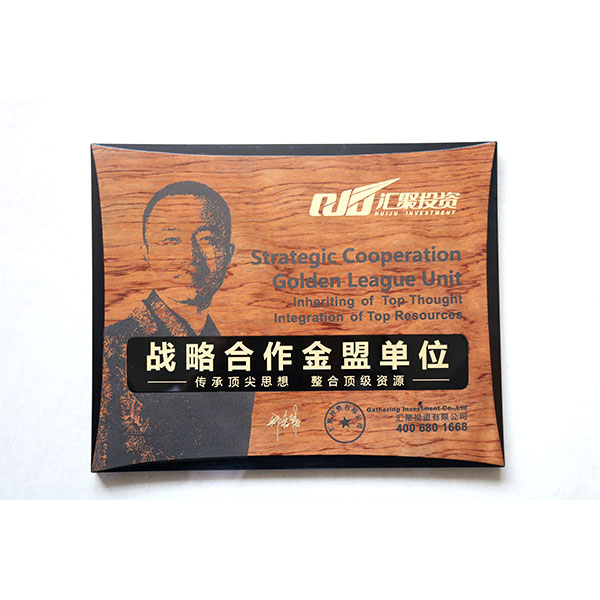 汇聚投资
HUIJU INVESTMENT
Strategic Cooperation
Golden League Unit
Inheriting of Top Thought
Integration of Top Resources
战略合作金盟单位
传承顶尖思想 整合顶级资源
Gathering Investment Co.,Ltd
汇聚投资有限公司
400 680 1668